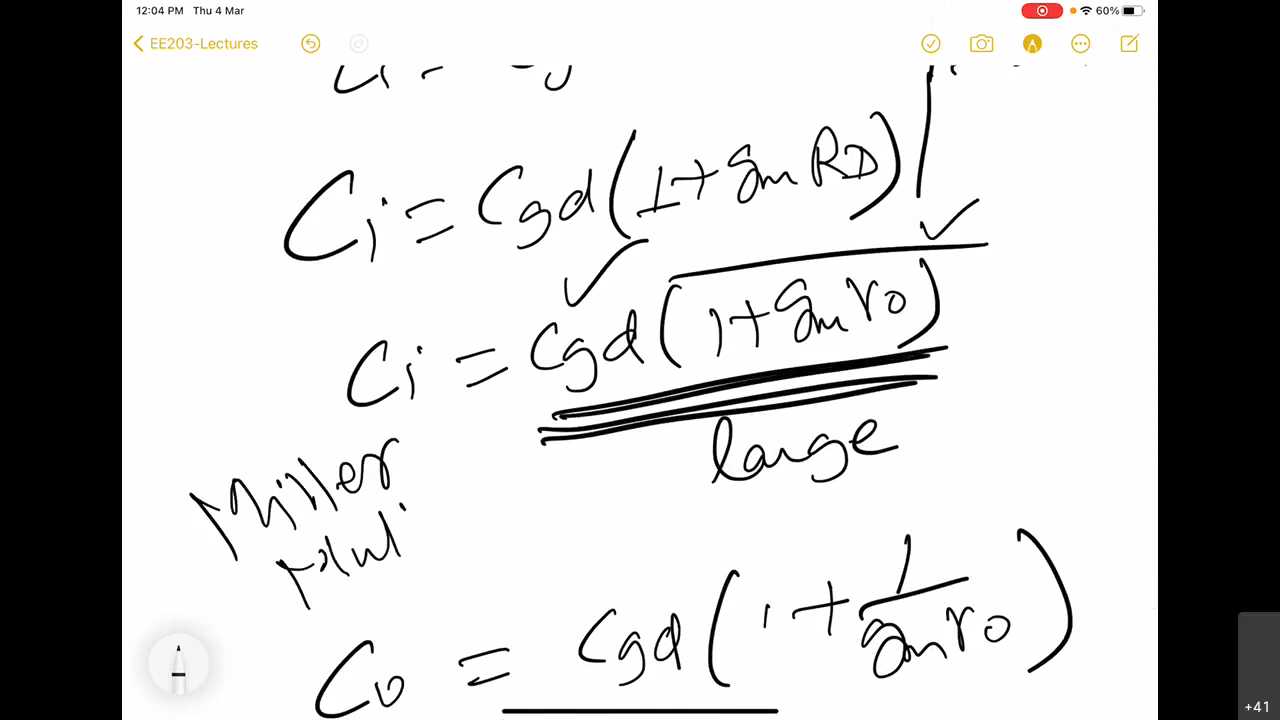 12:04 PM Thu 4 Mar
60%
EE203-Lectures
Ci = Cgd(1+gmRD)
Ci = Cgd(1+gmro)
large
Miller
Mul
Co = Cgd(1+1/gmro)
+41